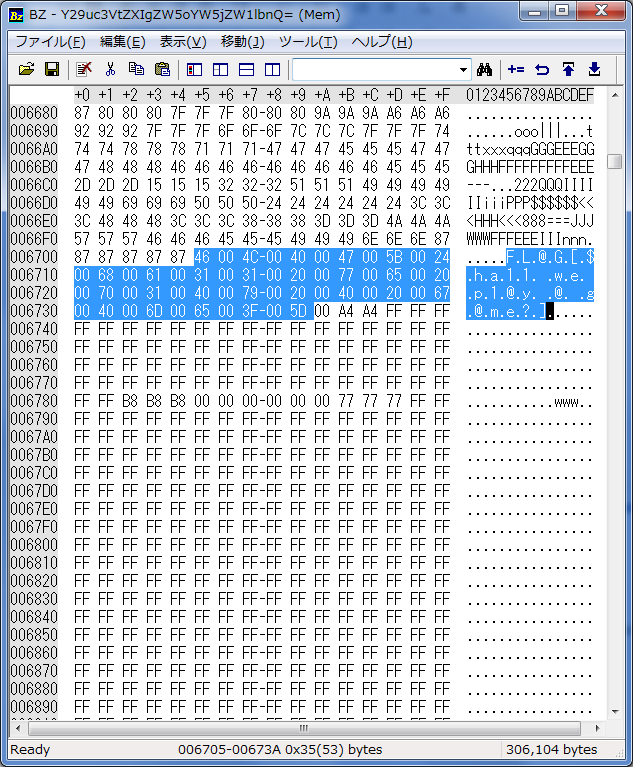 BZ - Y29uc3VtZXIgZW5oYW5jZW1lbnQ= (Mem)
ファイル(F) 編集(E) 表示(V) 移動(J) ツール(T) ヘルプ(H)
+0 +1 +2 +3 +4 +5 +6 +7 +8 +9 +A +B +C +D +E +F 0123456789ABCDEF
006680 87 80 80 80 7F 7F 7F 80-80 80 9A 9A 9A A6 A6 A6 ................
006690 92 92 92 7F 7F 7F 6F 6F-6F 7C 7C 7C 7F 7F 7F 74 ......ooo|||...t
0066A0 74 74 78 78 78 71 71 71-47 47 47 45 45 45 47 47 ttxxxqqqGGGEEEGG
0066B0 47 48 48 48 46 46 46 46-46 46 46 46 46 45 45 45 GHHHFFFFFFFFFEEE
0066C0 2D 2D 2D 15 15 15 32 32-32 51 51 51 49 49 49 49 ---...222QQQIIII
0066D0 49 49 69 69 69 50 50 50-24 24 24 24 24 24 3C 3C IIiiiPPP$$$$$$<<
0066E0 3C 48 48 48 3C 3C 3C 38-38 38 3D 3D 3D 4A 4A 4A <HHH<<<888===JJJ
0066F0 57 57 57 46 46 46 45 45-45 49 49 49 6E 6E 6E 87 WWWFFFEEEIIInnn.
006700 87 87 87 87 87 46 00 4C-00 40 00 47 00 5B 00 24 .....F.L.@.G.[.$
006710 00 68 00 61 00 31 00 31-00 20 00 77 00 65 00 20 .h.a.1.1. .w.e. 
006720 00 70 00 31 00 40 00 79-00 20 00 40 00 20 00 67 .p.1.@.y. .@. .g
006730 00 40 00 6D 00 65 00 3F-00 5D 00 A4 A4 FF FF FF .@.m.e.?.]......
006740 FF FF FF FF FF FF FF FF-FF FF FF FF FF FF FF FF ................
006750 FF FF FF FF FF FF FF FF-FF FF FF FF FF FF FF FF ................
006760 FF FF FF FF FF FF FF FF-FF FF FF FF FF FF FF FF ................
006770 FF FF FF FF FF FF FF FF-FF FF FF FF FF FF FF FF ................
006780 FF FF B8 B8 B8 00 00 00-00 00 00 77 77 77 FF FF ...........www..
006790 FF FF FF FF FF FF FF FF-FF FF FF FF FF FF FF FF ................
0067A0 FF FF FF FF FF FF FF FF-FF FF FF FF FF FF FF FF ................
0067B0 FF FF FF FF FF FF FF FF-FF FF FF FF FF FF FF FF ................
0067C0 FF FF FF FF FF FF FF FF-FF FF FF FF FF FF FF FF ................
0067D0 FF FF FF FF FF FF FF FF-FF FF FF FF FF FF FF FF ................
0067E0 FF FF FF FF FF FF FF FF-FF FF FF FF FF FF FF FF ................
0067F0 FF FF FF FF FF FF FF FF-FF FF FF FF FF FF FF FF ................
006800 FF FF FF FF FF FF FF FF-FF FF FF FF FF FF FF FF ................
006810 FF FF FF FF FF FF FF FF-FF FF FF FF FF FF FF FF ................
006820 FF FF FF FF FF FF FF FF-FF FF FF FF FF FF FF FF ................
006830 FF FF FF FF FF FF FF FF-FF FF FF FF FF FF FF FF ................
006840 FF FF FF FF FF FF FF FF-FF FF FF FF FF FF FF FF ................
006850 FF FF FF FF FF FF FF FF-FF FF FF FF FF FF FF FF ................
006860 FF FF FF FF FF FF FF FF-FF FF FF FF FF FF FF FF ................
006870 FF FF FF FF FF FF FF FF-FF FF FF FF FF FF FF FF ................
006880 FF FF FF FF FF FF FF FF-FF FF FF FF FF FF FF FF ................
006890 FF FF FF FF FF FF FF FF-FF FF FF FF FF FF FF FF ................
Ready 006705-00673A 0x35(53) bytes 306,104 bytes